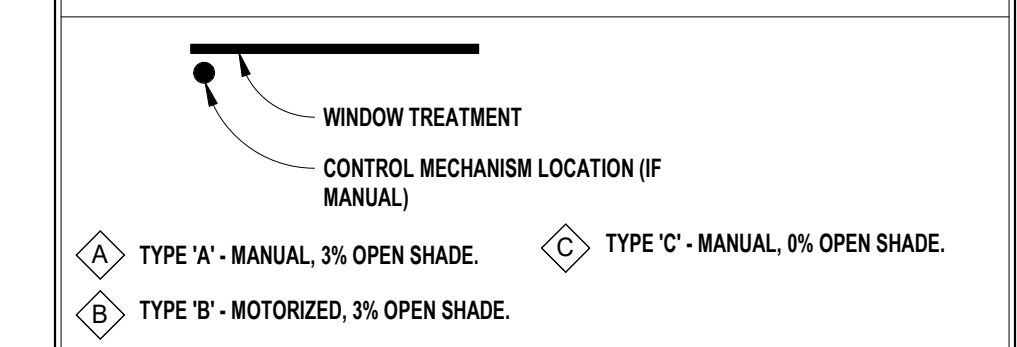 WINDOW TREATMENT
CONTROL MECHANISM LOCATION (IF
MANUAL)
A TYPE 'A' - MANUAL, 3% OPEN SHADE.
C TYPE 'C' - MANUAL, 0% OPEN SHADE.
B TYPE 'B' - MOTORIZED, 3% OPEN SHADE.